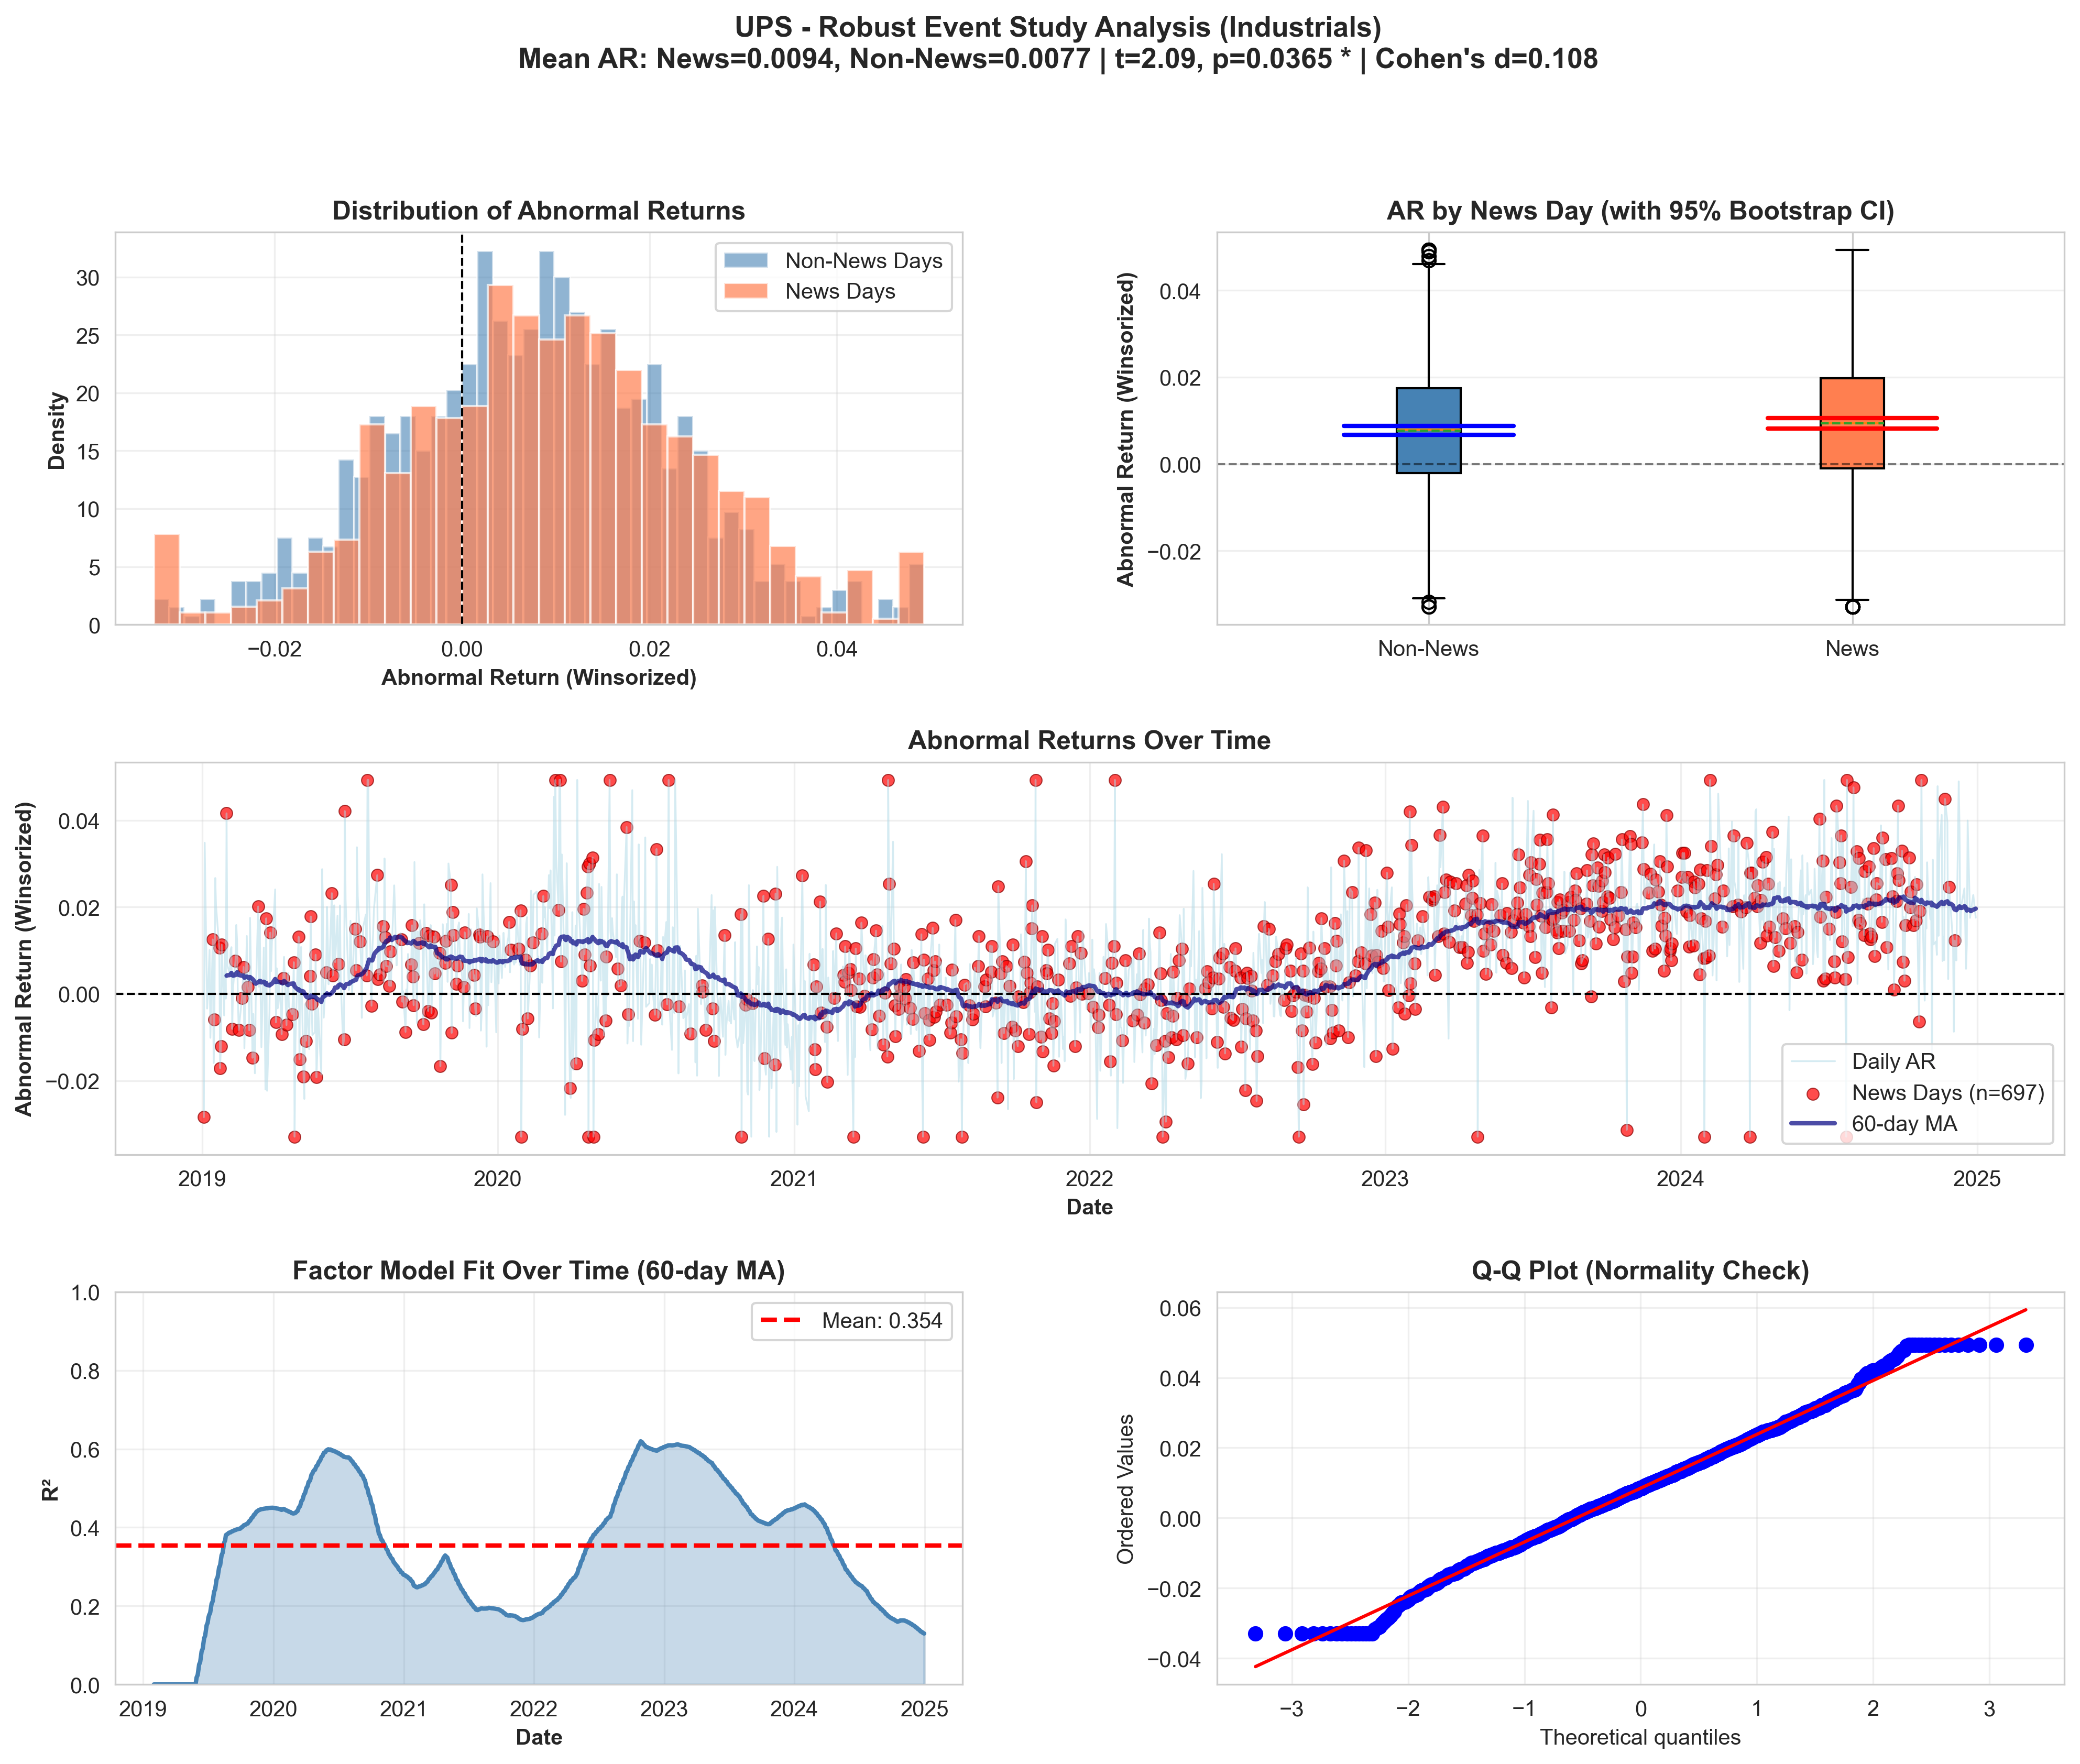 UPS - Robust Event Study Analysis (Industrials)
Mean AR: News=0.0094, Non-News=0.0077 | t=2.09, p=0.0365 * | Cohen's d=0.108
Distribution of Abnormal Returns
Non-News Days
News Days
Density
30
25
20
15
10
5
0
−0.02
0.00
0.02
0.04
Abnormal Return (Winsorized)
AR by News Day (with 95% Bootstrap CI)
Abnormal Return (Winsorized)
0.04
0.02
0.00
−0.02
Non-News
News
Abnormal Returns Over Time
Abnormal Return (Winsorized)
0.04
0.02
0.00
−0.02
Daily AR
News Days (n=697)
60-day MA
2019
2020
2021
2022
2023
2024
2025
Date
Factor Model Fit Over Time (60-day MA)
Mean: 0.354
R²
1.0
0.8
0.6
0.4
0.2
0.0
2019
2020
2021
2022
2023
2024
2025
Date
Q-Q Plot (Normality Check)
Ordered Values
0.06
0.04
0.02
0.00
−0.02
−0.04
−3
−2
−1
0
1
2
3
Theoretical quantiles